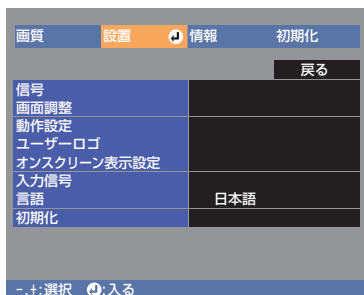 画質 設置 情報 初期化
戻る
信号
画面調整
動作設定
ユーザーロゴ
オンスクリーン表示設定
入力信号
言語 日本語
初期化
-,+:選択 :入る